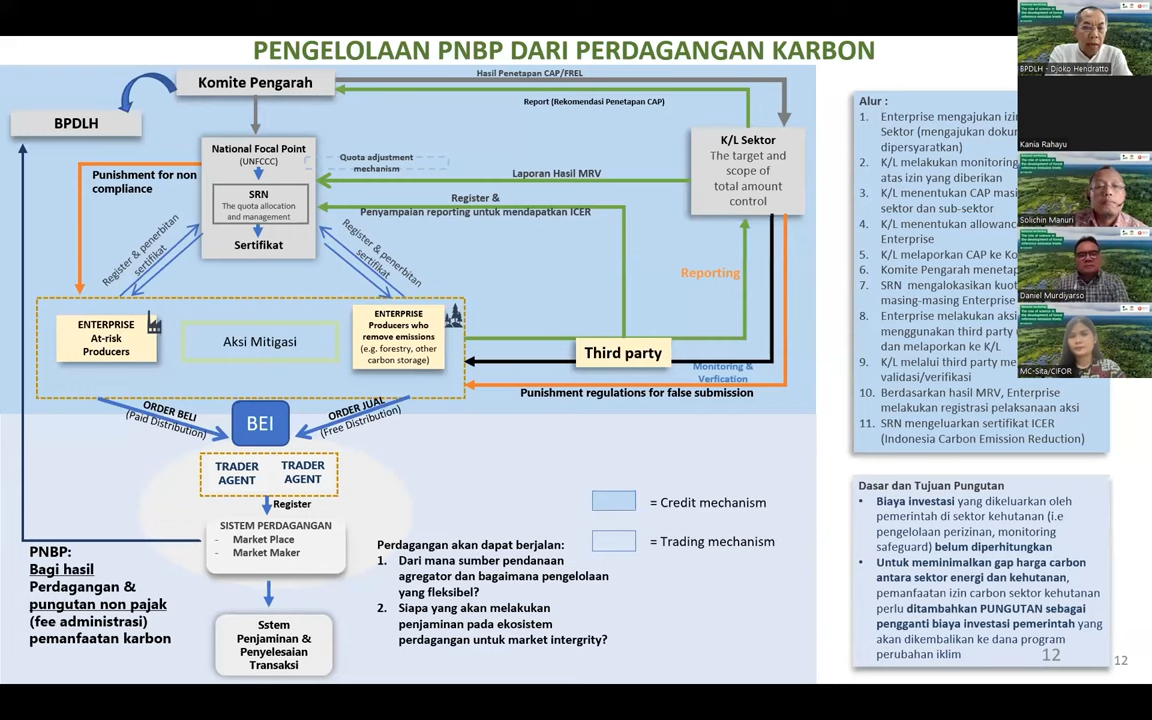 PENGELOLAAN PNBP DARI PERDAGANGAN KARBON
Komite Pengarah
Hasil Penetapan CAP/FREL
Report (Rekomendasi Penetapan CAP)
BPDLH
National Focal Point
(UNFCCC)
SRN
The quota allocation
and management
Sertifikat
Quota adjustment
mechanism
K/L Sektor
The target and
scope of
total amount
control
Punishment for non
compliance
Laporan Hasil MRV
Register &
Penyampaian reporting untuk mendapatkan ICER
Register & penerbitan
sertifikat
Register & penerbitan
sertifikat
Reporting
ENTERPRISE
At-risk
Producers
Aksi Mitigasi
ENTERPRISE
Producers who
remove emissions
(e.g. forestry, other
carbon storage)
Third party
Monitoring &
Verfication
Punishment regulations for false submission
ORDER BELI
(Paid Distribution)
BEI
ORDER JUAL
(Free Distribution)
TRADER
AGENT
TRADER
AGENT
Register
SISTEM PERDAGANGAN
- Market Place
- Market Maker
Sstem
Penjaminan &
Penyelesaian
Transaksi
PNBP:
Bagi hasil
Perdagangan &
pungutan non pajak
(fee administrasi)
pemanfaatan karbon
Perdagangan akan dapat berjalan:
1. Dari mana sumber pendanaan
agregator dan bagaimana pengelolaan
yang fleksibel?
2. Siapa yang akan melakukan
penjaminan pada ekosistem
perdagangan untuk market intergrity?
= Credit mechanism
= Trading mechanism
Alur :
1. Enterprise mengajukan izin
Sektor (mengajukan
dipersyaratkan)
2. K/L melakukan monitoring
atas izin yang diberikan
3. K/L menentukan CAP
sektor dan sub-sektor
4. K/L menentukan allowance
Enterprise
5. K/L melaporkan CAP ke
6. Komite Pengarah
7. SRN mengalokasikan
masing-masing Enterprise
8. Enterprise melakukan
menggunakan third party
dan melaporkan ke K/L
9. K/L melalui third party
validasi/verifikasi
10. Berdasarkan hasil MRV, Enterprise
melakukan registrasi pelaksanaan aksi
11. SRN mengeluarkan sertifikat ICER
(Indonesia Carbon Emission Reduction)
Dasar dan Tujuan Pungutan
• Biaya investasi yang dikeluarkan oleh
pemerintah di sektor kehutanan (i.e
pengelolaan perizinan, monitoring
safeguard) belum diperhitungkan
• Untuk meminimalkan gap harga carbon
antara sektor energi dan kehutanan,
pemanfaatan izin carbon sektor kehutanan
perlu ditambahkan PUNGUTAN sebagai
pengganti biaya investasi pemerintah yang
akan dikembalikan ke dana program
perubahan iklim
12
12
BPDLH - Djoko Hendratto
Kania Rahayu
Solichin Manuri
Daniel Murdiyarso
MC-Sita/CIFOR